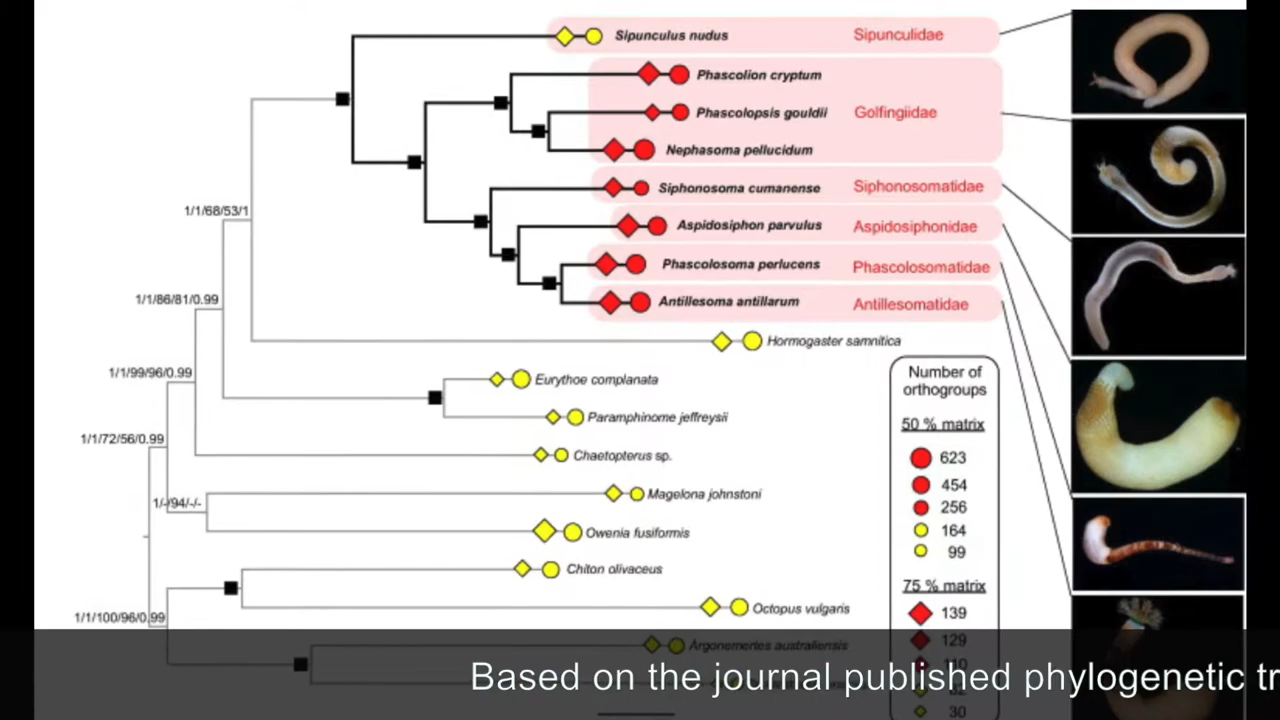 Sipunculus nudus Sipunculidae
Phascolion cryptum
Phascolopsis gouldii Golfingiidae
Nephasoma pellucidum
Siphonosoma cumanense Siphonosomatidae
1/1/68/53/1
Aspidosiphon parvulus Aspidosiphonidae
Phascolosoma perlucens Phascolosomatidae
1/1/86/81/0.99
Antillesoma antillarum Antillesomatidae
Hormogaster samnitica
1/1/99/96/0.99
Eurythoe complanata
Paramphinome jeffreysii
1/1/72/56/0.99
Chaetopterus sp.
Magelona johnstoni
1/-/94/-/-
Owenia fusiformis
Chiton olivaceus
Octopus vulgaris
1/1/100/96/0.99
Argonemertes australiensis
Number of
orthogroups
50 % matrix
623
454
256
164
99
75 % matrix
139
129
110
30
Based on the journal published phylogenetic tr